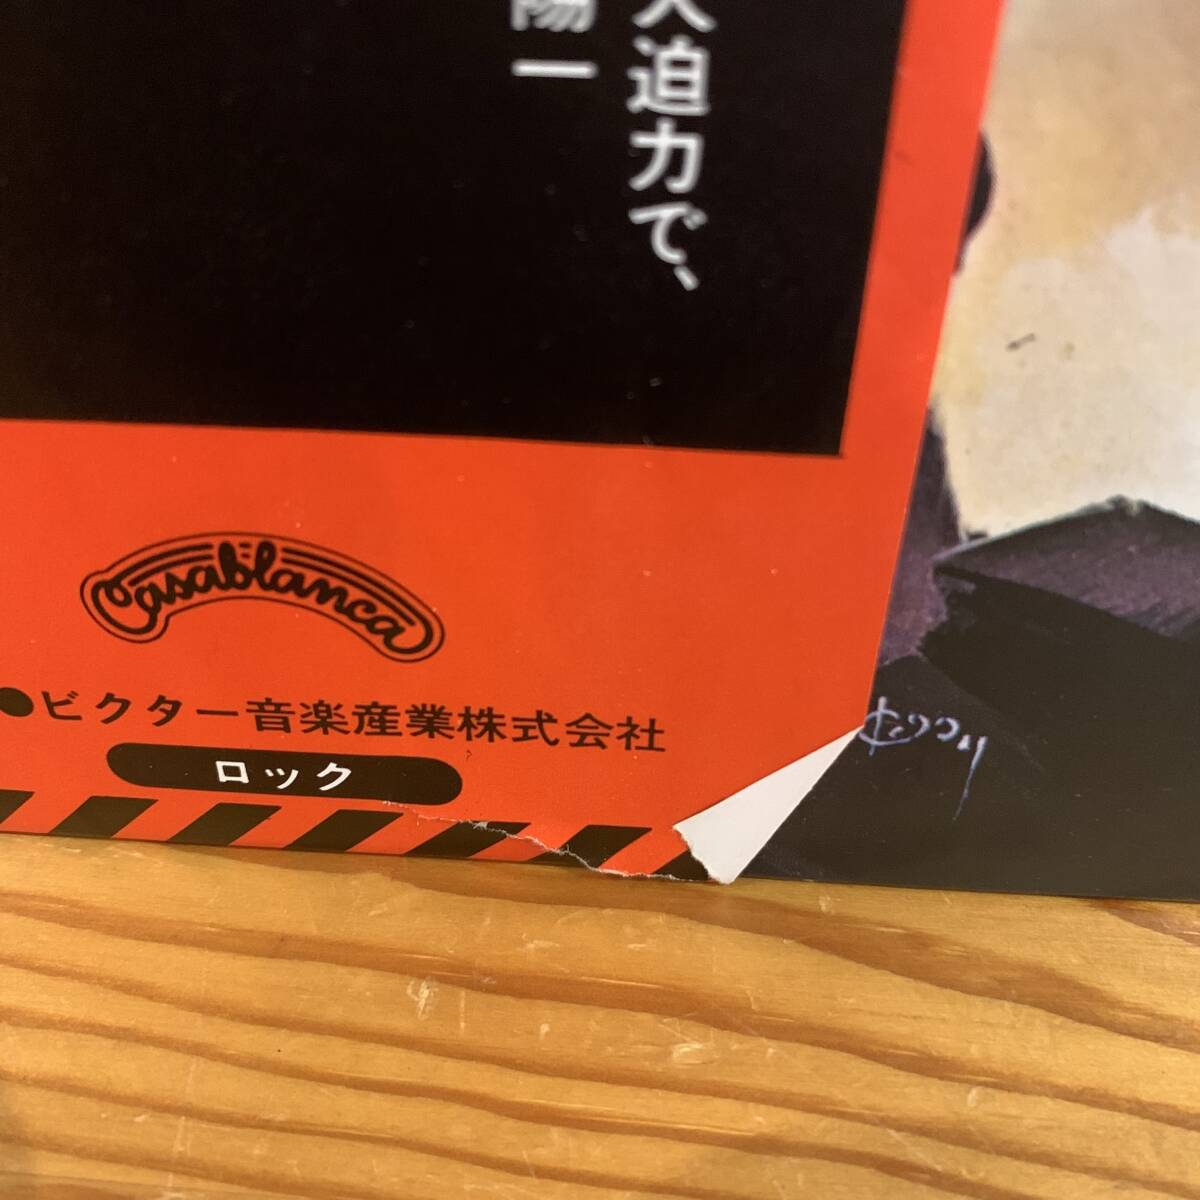 迫力で、
陽一
Casablanca
●ビクター音楽産業株式会社
ロック